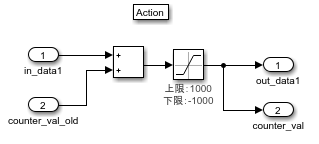 Action
1
in_data1
2
counter_val_old
+
+
上限:1000
下限:-1000
1
out_data1
2
counter_val